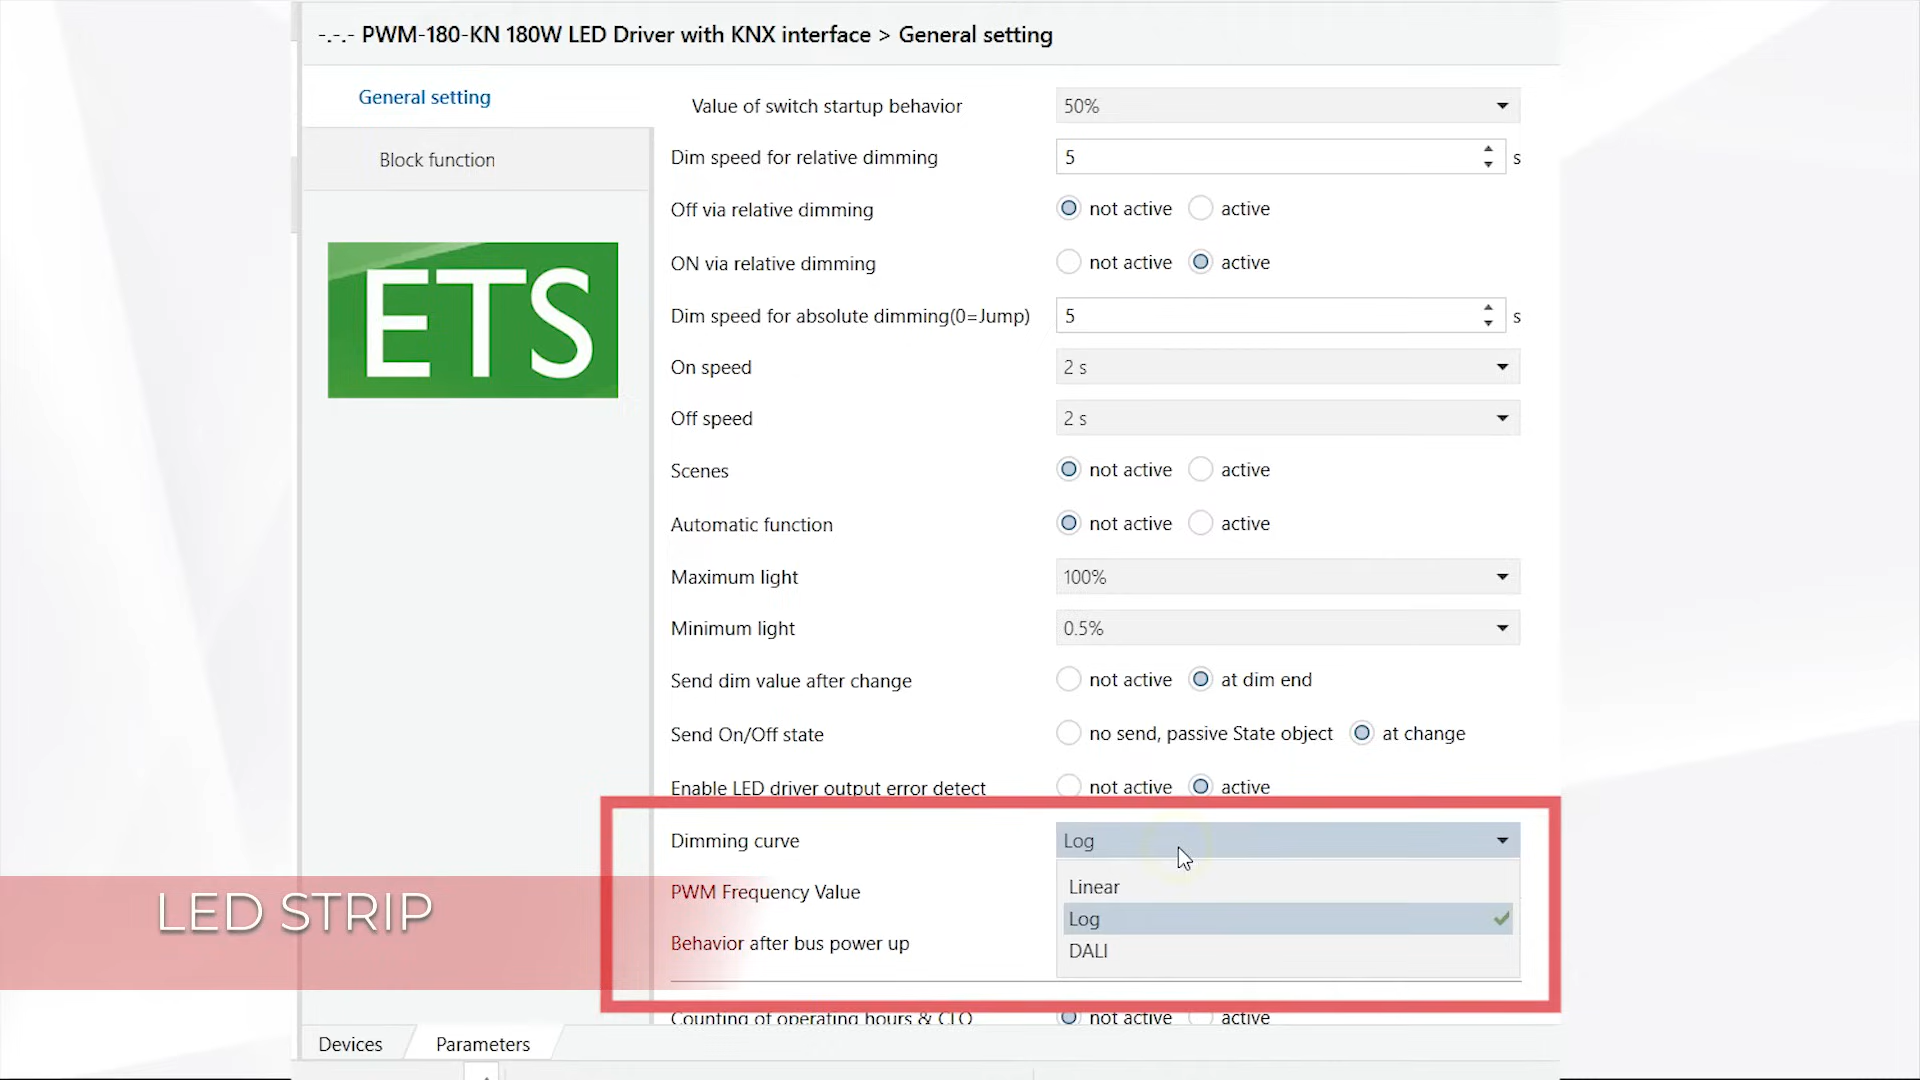 -.-.- PWM-180-KN 180W LED Driver with KNX interface > General setting
General setting
Block function
ETS
Value of switch startup behavior 50%
Dim speed for relative dimming 5 s
Off via relative dimming not active active
ON via relative dimming not active active
Dim speed for absolute dimming(0=Jump) 5 s
On speed 2 s
Off speed 2 s
Scenes not active active
Automatic function not active active
Maximum light 100%
Minimum light 0.5%
Send dim value after change not active at dim end
Send On/Off state no send, passive State object at change
Enable LED driver output error detect not active active
Dimming curve Log
PWM Frequency Value
Behavior after bus power up
Linear
Log
DALI
LED STRIP
Counting of operating hours & CLO not active active
Devices Parameters